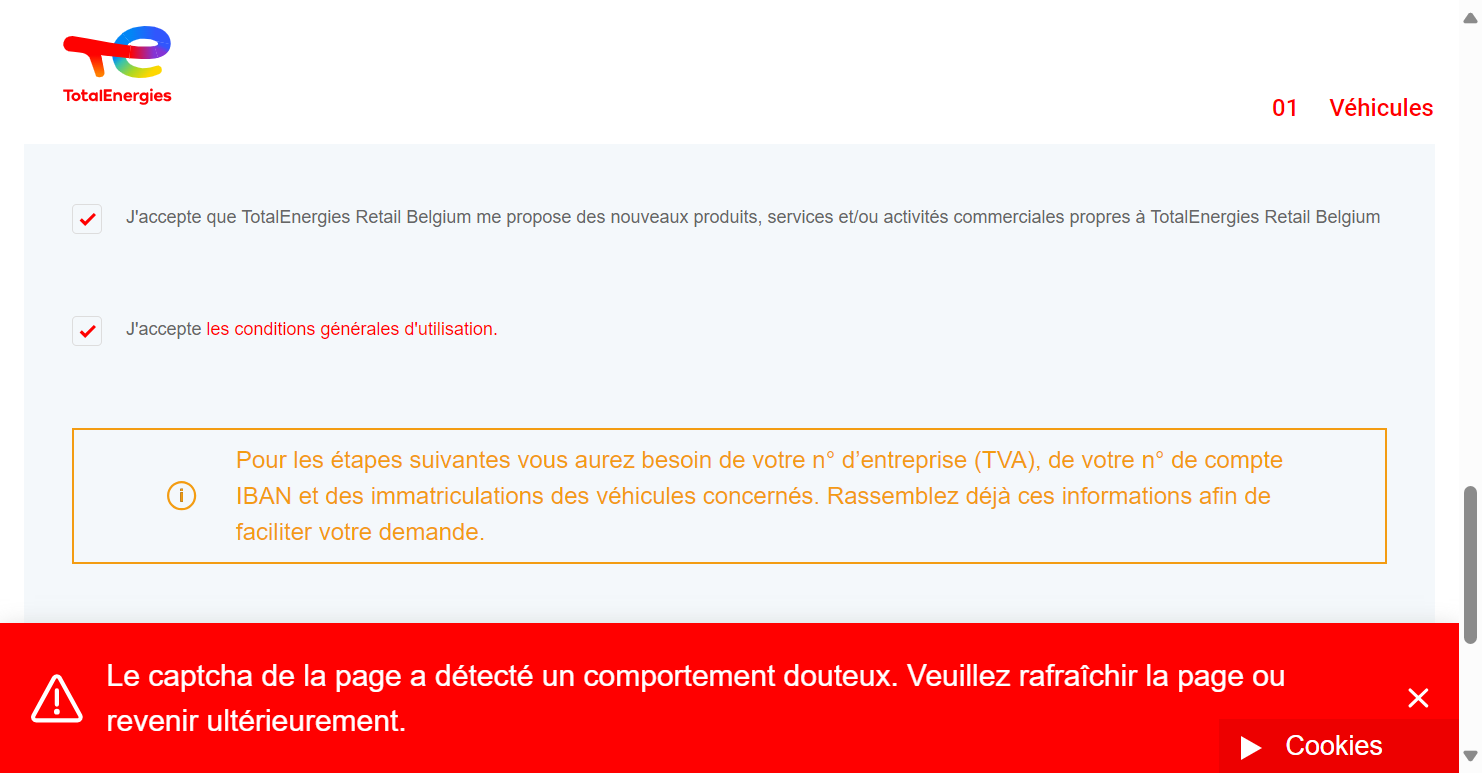 TotalEnergies
01 Véhicules
J'accepte que TotalEnergies Retail Belgium me propose des nouveaux produits, services et/ou activités commerciales propres à TotalEnergies Retail Belgium
J'accepte les conditions générales d'utilisation.
Pour les étapes suivantes vous aurez besoin de votre n° d’entreprise (TVA), de votre n° de compte
IBAN et des immatriculations des véhicules concernés. Rassemblez déjà ces informations afin de
faciliter votre demande.
Le captcha de la page a détecté un comportement douteux. Veuillez rafraîchir la page ou
revenir ultérieurement.
Cookies